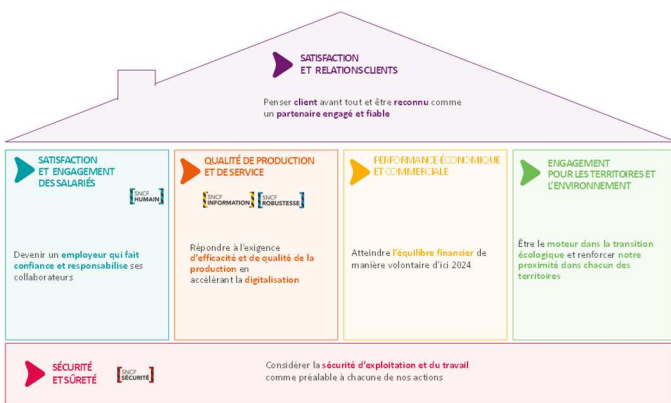 SATISFACTION
ET RELATIONS CLIENTS
Penser client avant tout et être reconnu comme
un partenaire engagé et fiable
SATISFACTION
ET ENGAGEMENT
DES SALARIÉS
SNCF
HUMAIN
Devenir un employeur qui fait
confiance et responsabilise ses
collaborateurs
QUALITÉ DE PRODUCTION
ET DE SERVICE
SNCF
INFORMATION
SNCF
ROBUSTESSE
Répondre à l'exigence
d'efficacité et de qualité de la
production en
accélérant la digitalisation
PERFORMANCE ÉCONOMIQUE
ET COMMERCIALE
Atteindre l'équilibre financier de
manière volontaire d'ici 2024
ENGAGEMENT
POUR LES TERRITOIRES ET
L'ENVIRONNEMENT
Être le moteur dans la transition
écologique et renforcer notre
proximité dans chacun des
territoires
SÉCURITÉ
ET SÛRETÉ
SNCF
SÉCURITÉ
Considérer la sécurité d'exploitation et du travail
comme préalable à chacune de nos actions